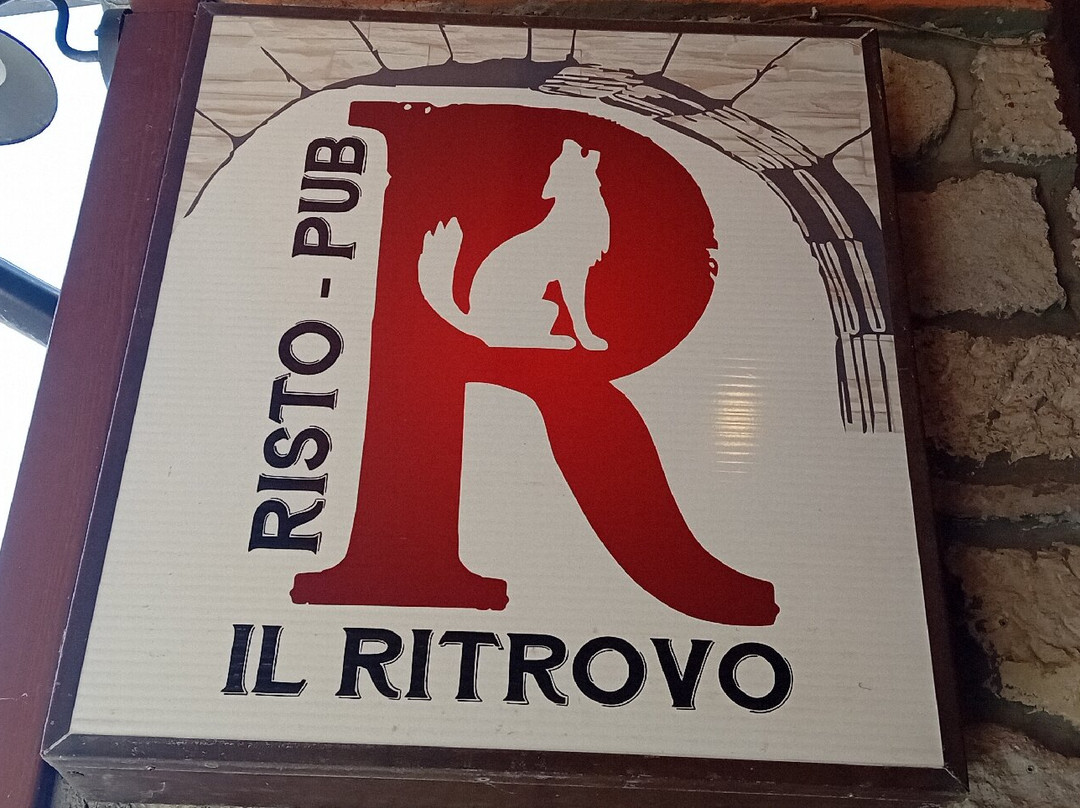 RISTO - PUB
R
IL RITROVO